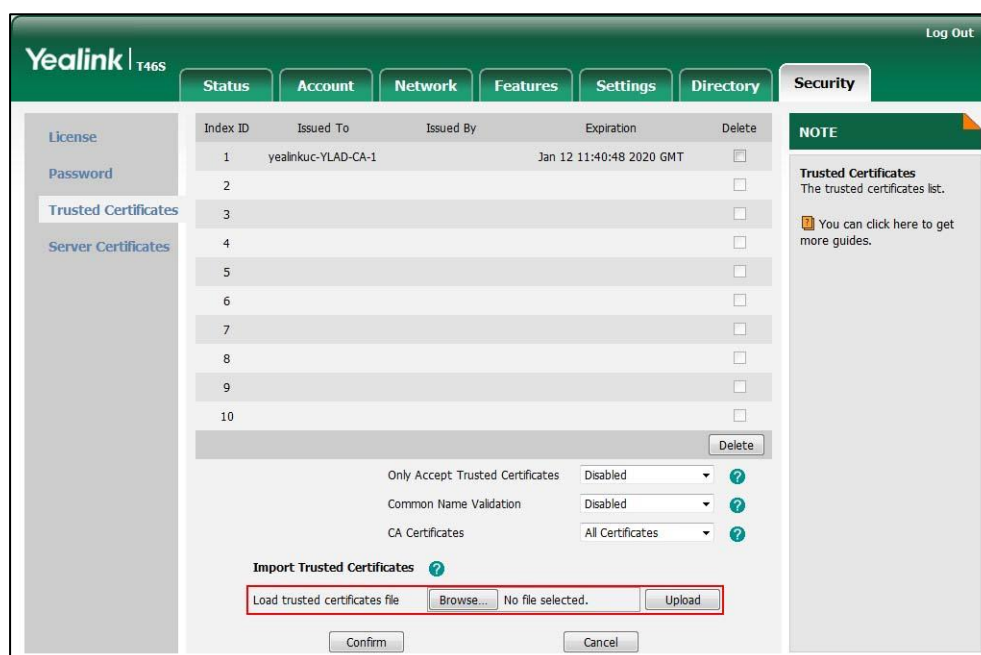 Log Out
Yealink | T46S
Status Account Network Features Settings Directory Security
License
Password
Trusted Certificates
Server Certificates
Index ID Issued To Issued By Expiration Delete
1 yealinkuc-YLAD-CA-1 Jan 12 11:40:48 2020 GMT
2
3
4
5
6
7
8
9
10
Delete
Only Accept Trusted Certificates Disabled ?
Common Name Validation Disabled ?
CA Certificates All Certificates ?
Import Trusted Certificates ?
Load trusted certificates file Browse... No file selected. Upload
Confirm Cancel
NOTE
Trusted Certificates
The trusted certificates list.
? You can click here to get
more guides.